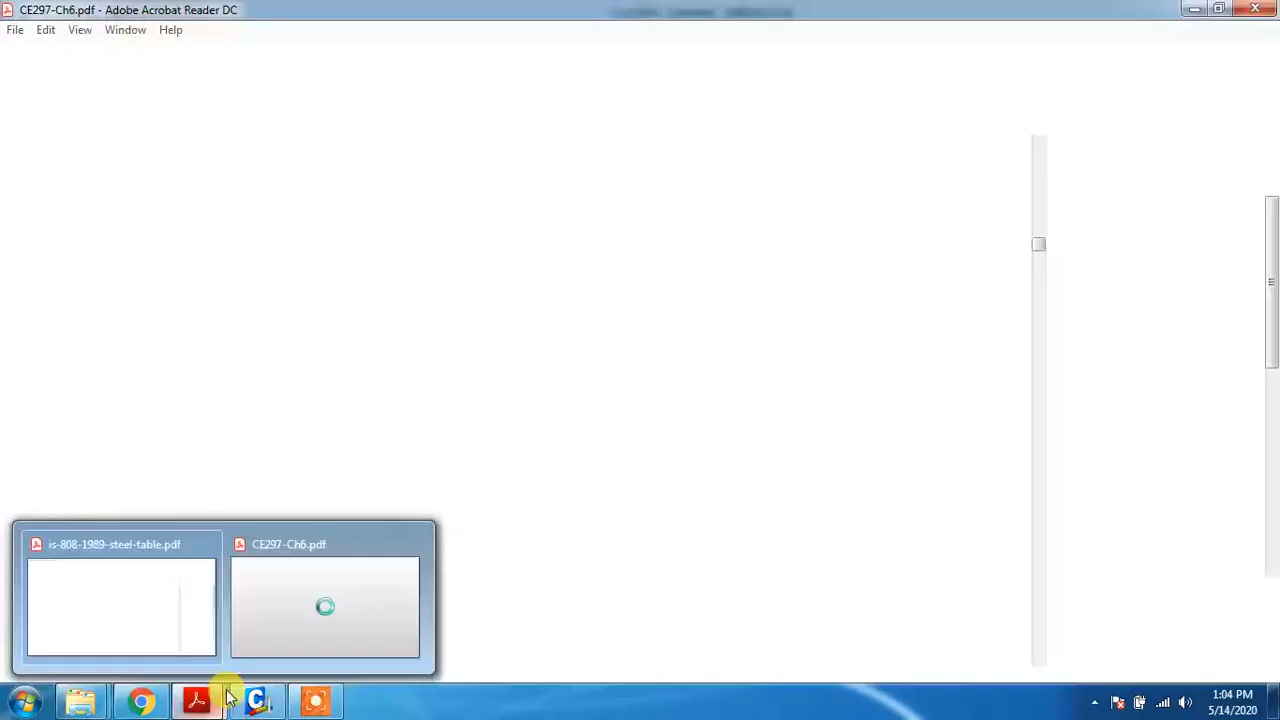 CE297-Ch6.pdf - Adobe Acrobat Reader DC
File Edit View Window Help
is-808-1989-steel-table.pdf CE297-Ch6.pdf
1:04 PM
5/14/2020